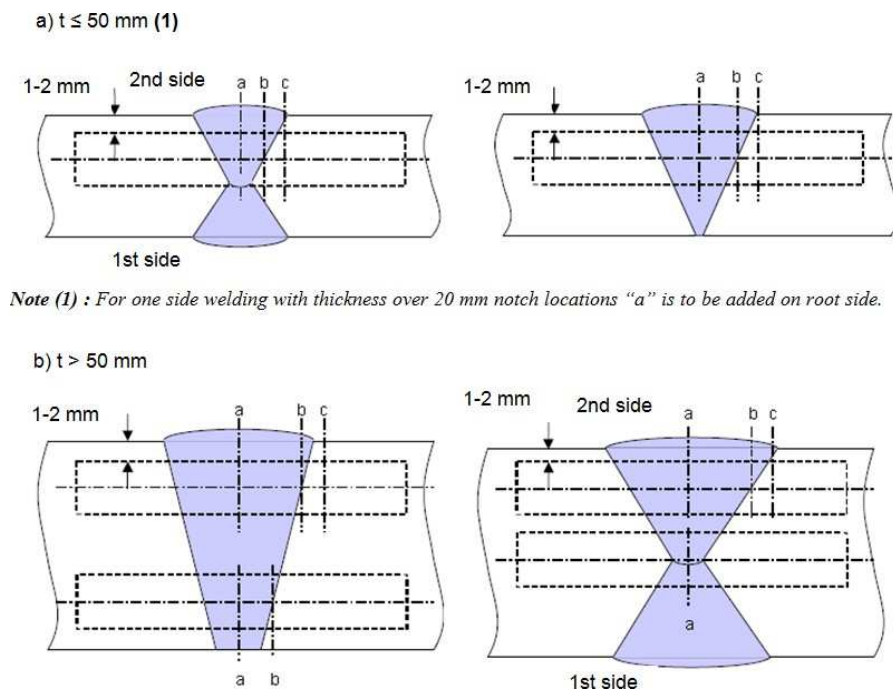 a) t ≤ 50 mm (1)
1-2 mm
2nd side
a b c
a b c
1-2 mm
1st side
Note (1) : For one side welding with thickness over 20 mm notch locations “a” is to be added on root side.
b) t > 50 mm
1-2 mm
a b c
a b
1-2 mm
2nd side
a b c
a
1st side